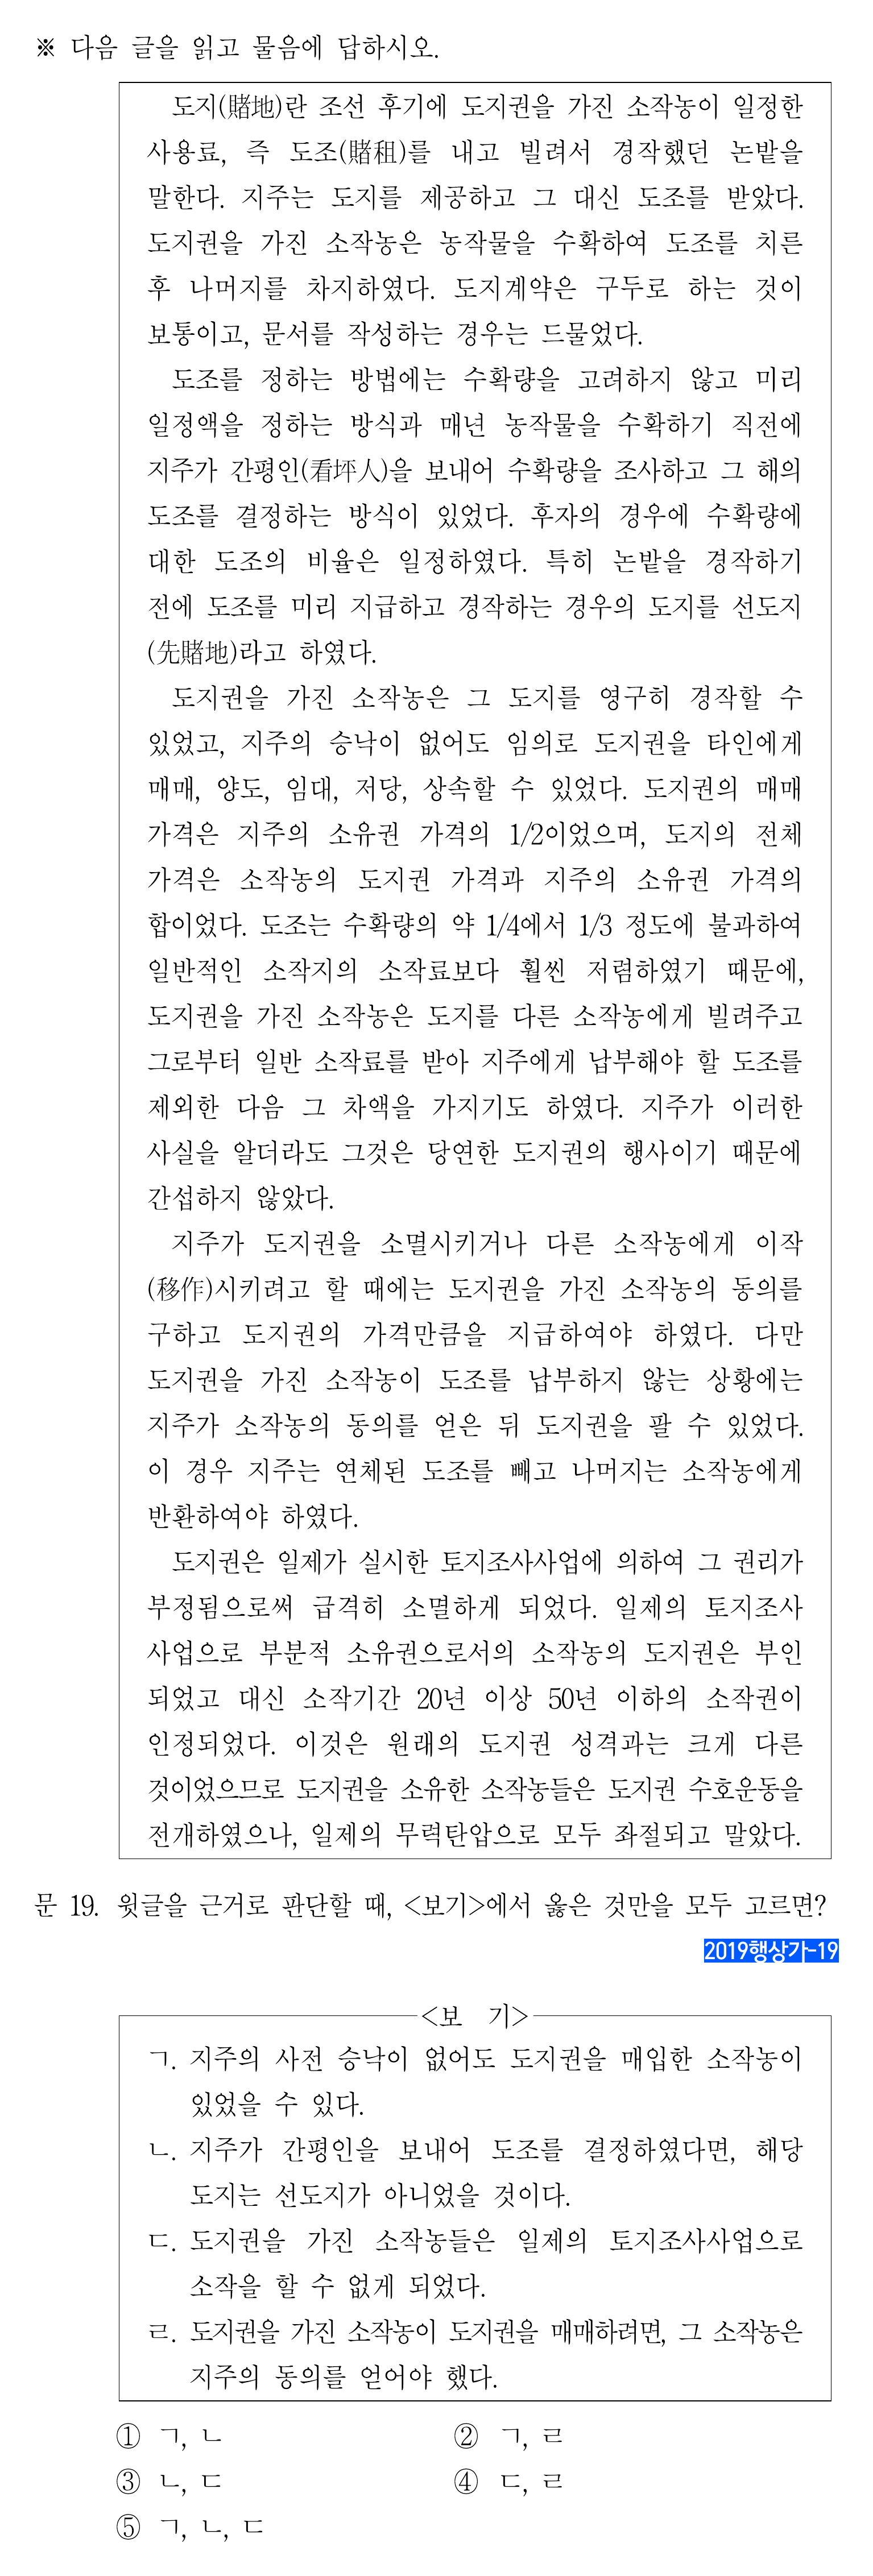 ※ 다음 글을 읽고 물음에 답하시오.
도지(賭地)란 조선 후기에 도지권을 가진 소작농이 일정한
사용료, 즉 도조(賭租)를 내고 빌려서 경작했던 논밭을
말한다. 지주는 도지를 제공하고 그 대신 도조를 받았다.
도지권을 가진 소작농은 농작물을 수확하여 도조를 치른
후 나머지를 차지하였다. 도지계약은 구두로 하는 것이
보통이고, 문서를 작성하는 경우는 드물었다.
도조를 정하는 방법에는 수확량을 고려하지 않고 미리
일정액을 정하는 방식과 매년 농작물을 수확하기 직전에
지주가 간평인(看坪人)을 보내어 수확량을 조사하고 그 해의
도조를 결정하는 방식이 있었다. 후자의 경우에 수확량에
대한 도조의 비율은 일정하였다. 특히 논밭을 경작하기
전에 도조를 미리 지급하고 경작하는 경우의 도지를 선도지
(先賭地)라고 하였다.
도지권을 가진 소작농은 그 도지를 영구히 경작할 수
있었고, 지주의 승낙이 없어도 임의로 도지권을 타인에게
매매, 양도, 임대, 저당, 상속할 수 있었다. 도지권의 매매
가격은 지주의 소유권 가격의 1/2이었으며, 도지의 전체
가격은 소작농의 도지권 가격과 지주의 소유권 가격의
합이었다. 도조는 수확량의 약 1/4에서 1/3 정도에 불과하여
일반적인 소작지의 소작료보다 훨씬 저렴하였기 때문에,
도지권을 가진 소작농은 도지를 다른 소작농에게 빌려주고
그로부터 일반 소작료를 받아 지주에게 납부해야 할 도조를
제외한 다음 그 차액을 가지기도 하였다. 지주가 이러한
사실을 알더라도 그것은 당연한 도지권의 행사이기 때문에
간섭하지 않았다.
지주가 도지권을 소멸시키거나 다른 소작농에게 이작
(移作)시키려고 할 때에는 도지권을 가진 소작농의 동의를
구하고 도지권의 가격만큼을 지급하여야 하였다. 다만
도지권을 가진 소작농이 도조를 납부하지 않는 상황에는
지주가 소작농의 동의를 얻은 뒤 도지권을 팔 수 있었다.
이 경우 지주는 연체된 도조를 빼고 나머지는 소작농에게
반환하여야 하였다.
도지권은 일제가 실시한 토지조사사업에 의하여 그 권리가
부정됨으로써 급격히 소멸하게 되었다. 일제의 토지조사
사업으로 부분적 소유권으로서의 소작농의 도지권은 부인
되었고 대신 소작기간 20년 이상 50년 이하의 소작권이
인정되었다. 이것은 원래의 도지권 성격과는 크게 다른
것이었으므로 도지권을 소유한 소작농들은 도지권 수호운동을
전개하였으나, 일제의 무력탄압으로 모두 좌절되고 말았다.
문 19. 윗글을 근거로 판단할 때, <보기>에서 옳은 것만을 모두 고르면?
2019행상가-19
<보 기>
ㄱ. 지주의 사전 승낙이 없어도 도지권을 매입한 소작농이
있었을 수 있다.
ㄴ. 지주가 간평인을 보내어 도조를 결정하였다면, 해당
도지는 선도지가 아니었을 것이다.
ㄷ. 도지권을 가진 소작농들은 일제의 토지조사사업으로
소작을 할 수 없게 되었다.
ㄹ. 도지권을 가진 소작농이 도지권을 매매하려면, 그 소작농은
지주의 동의를 얻어야 했다.
① ㄱ, ㄴ ② ㄱ, ㄹ
③ ㄴ, ㄷ ④ ㄷ, ㄹ
⑤ ㄱ, ㄴ, ㄷ